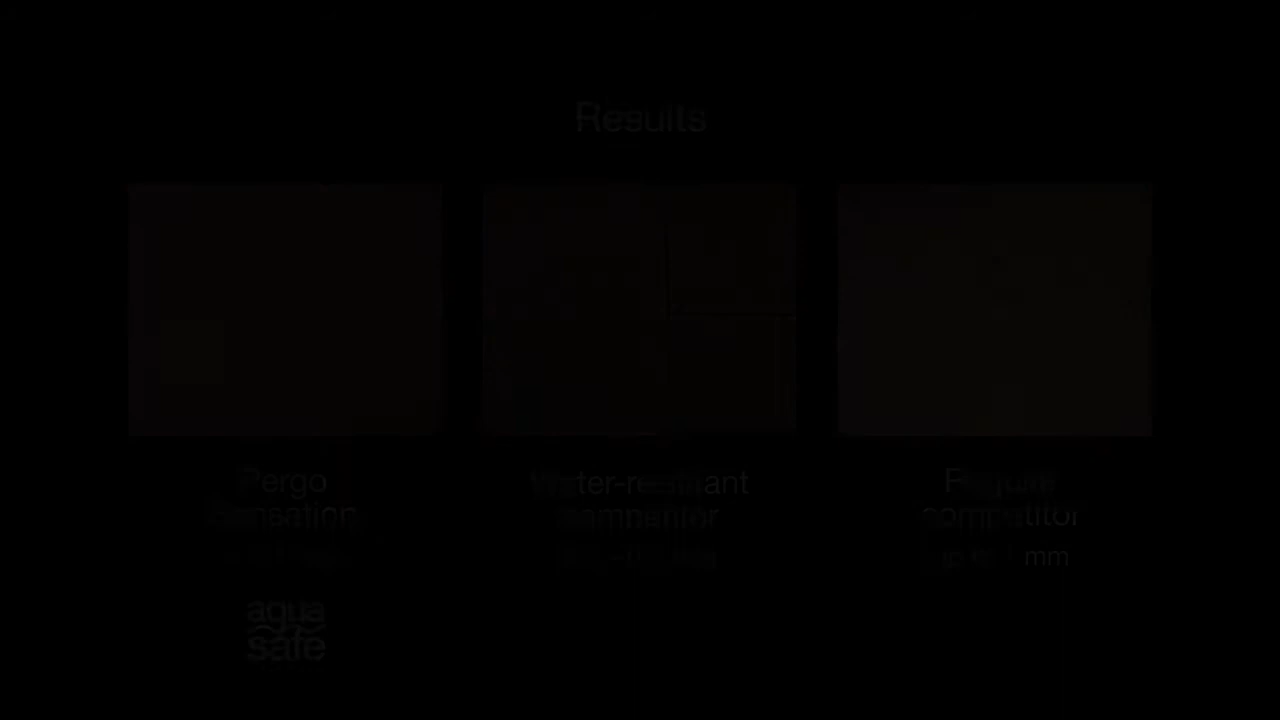 Results
Pergo
Sensation
Water-resistant
competitor
Regular
competitor
mm
aqua
safe